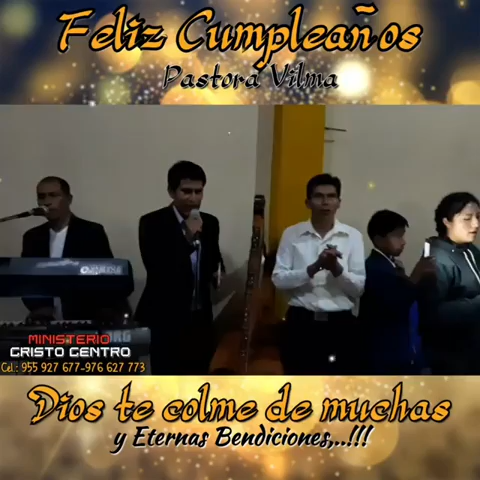 Feliz Cumpleaños
Pastora Vilma
MINISTERIO
CRISTO CENTRO
Cel.: 955 927 677-976 627 773
Dios te colme de muchas
y Eternas Bendiciones,..!!!